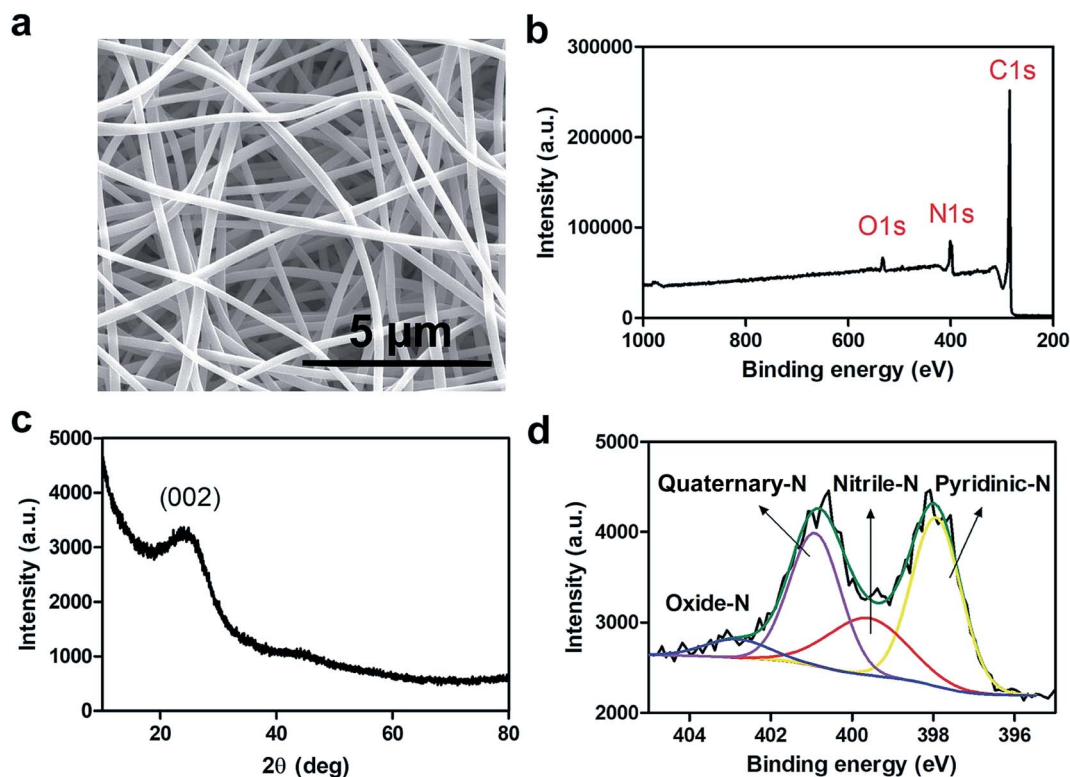 a
5 μm
b
300000
200000
100000
0
1000
800
600
400
200
Intensity (a.u.)
Binding energy (eV)
O1s
N1s
C1s
c
5000
4000
3000
2000
1000
0
20
40
60
80
Intensity (a.u.)
2θ (deg)
(002)
d
5000
4000
3000
2000
404
402
400
398
396
Intensity (a.u.)
Binding energy (eV)
Quaternary-N
Nitrile-N
Pyridinic-N
Oxide-N